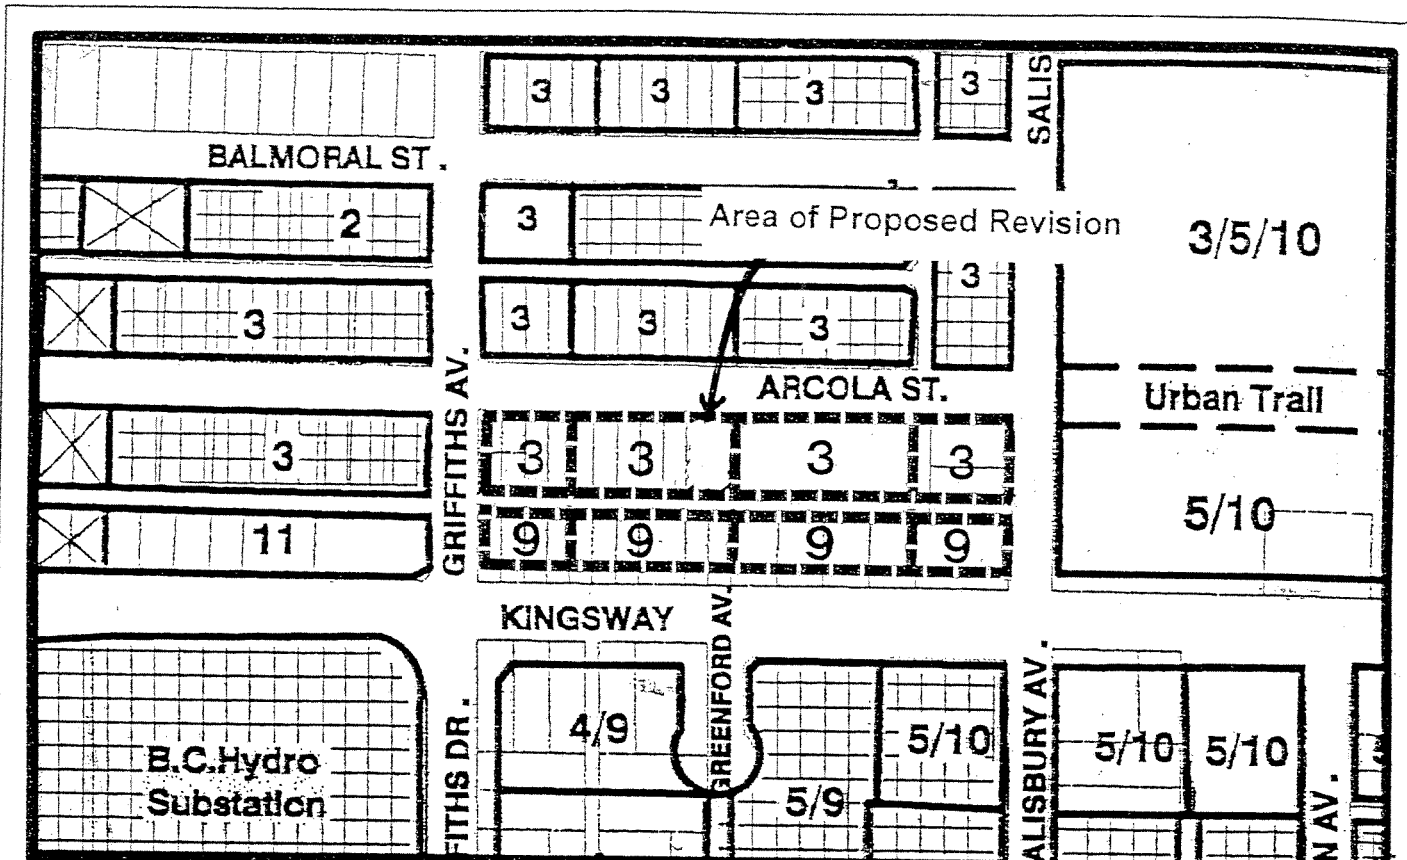 3 3 3 3
SALIS
BALMORAL ST.
2 3
Area of Proposed Revision
3/5/10
3
3 3 3 3
GRIFFITHS AV.
ARCOLA ST.
Urban Trail
3 3 3 3 3
5/10
11 9 9 9 9
KINGSWAY
GREENFORD AV.
ALISBURY AV.
FITHS DR.
4/9
5/10
5/10
5/10
B.C.Hydro
Substation
5/9
N AV.